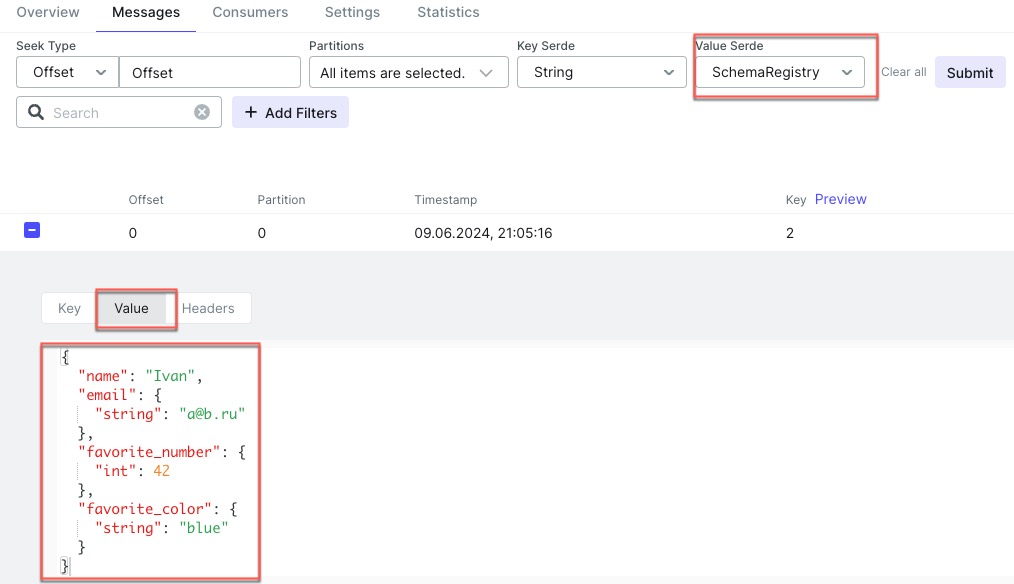 Overview Messages Consumers Settings Statistics
Seek Type Partitions Key Serde Value Serde
Offset Offset All items are selected. String SchemaRegistry Clear all Submit
Search + Add Filters
Offset Partition Timestamp Key Preview
0 0 09.06.2024, 21:05:16 2
Key Value Headers
{
"name": "Ivan",
"email": {
"string": "a@b.ru"
},
"favorite_number": {
"int": 42
},
"favorite_color": {
"string": "blue"
}
}